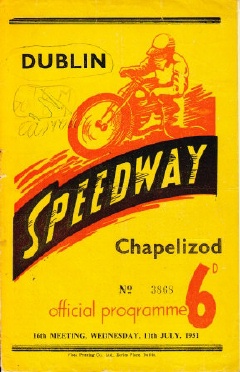 DUBLIN
SPEEDWAY
Chapelizod
Nº 3868
6D
official programme
16th MEETING, WEDNESDAY, 11th JULY, 1951